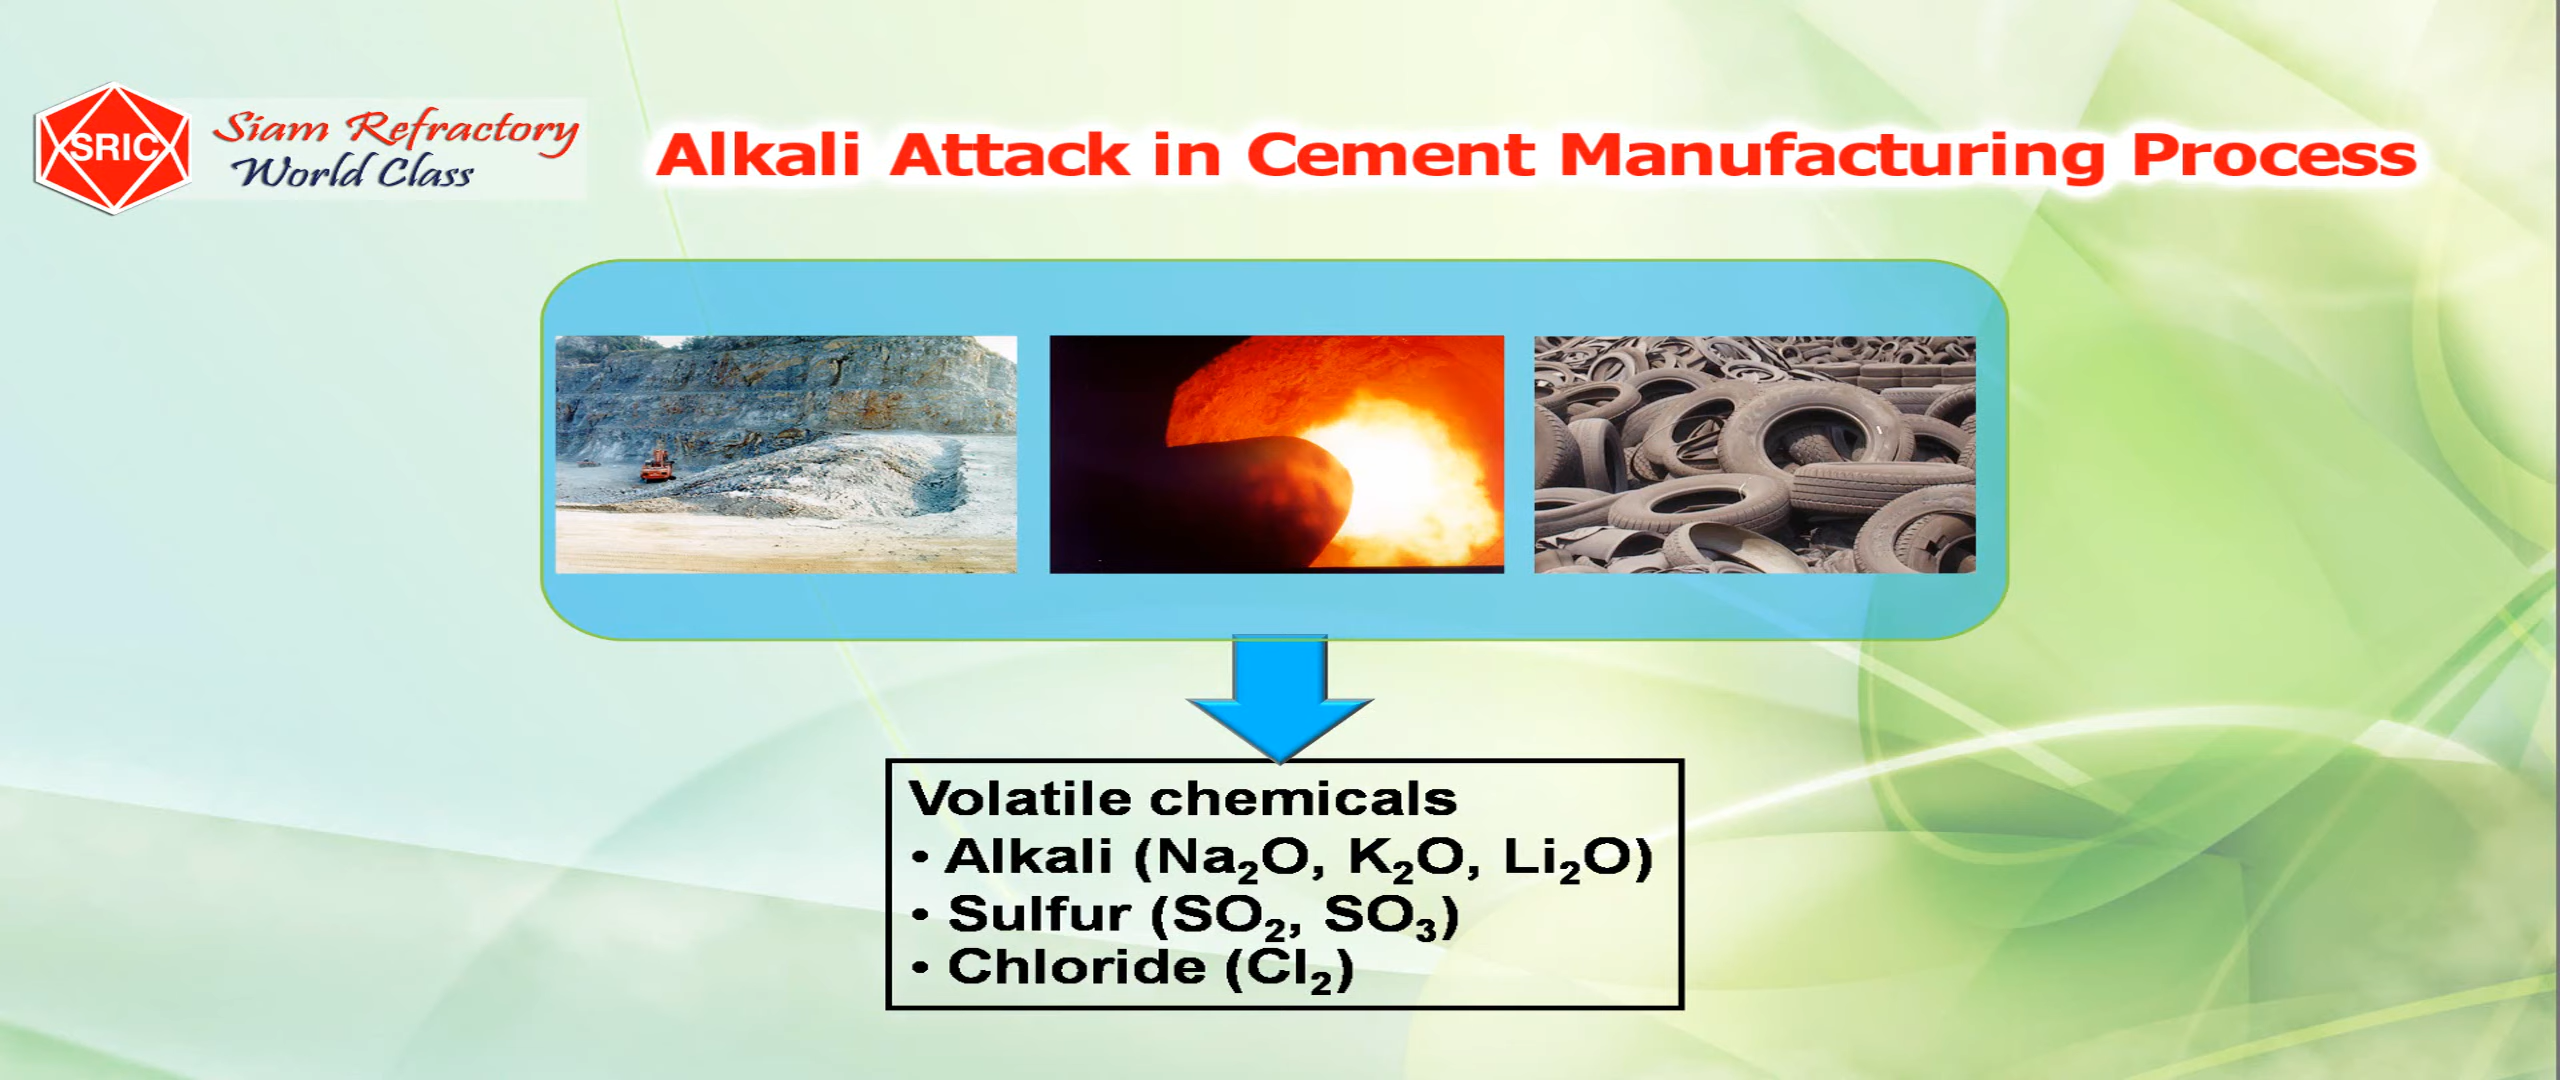 SRIC
Siam Refractory
World Class
Alkali Attack in Cement Manufacturing Process
Volatile chemicals
• Alkali (Na₂O, K₂O, Li₂O)
• Sulfur (SO₂, SO₃)
• Chloride (Cl₂)